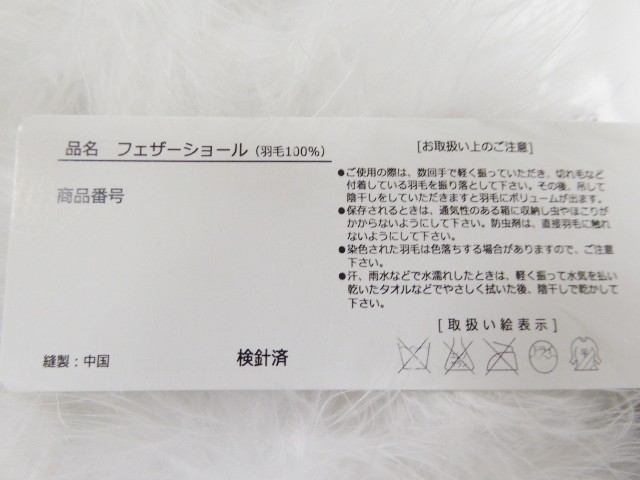 品名 フェザーショール(羽毛100%)
商品番号
縫製:中国
検針済
[お取扱い上のご注意]
●ご使用の際は、数回手で軽く振っていただき、切れ毛など
付着している羽毛を振り落として下さい。その後、吊して
陰干しをしていただきますと羽毛にボリュームが出ます。
●保存されるときは、通気性のある箱に収納し虫やほこりが
かからないようにして下さい。防虫剤は、直接羽毛に触れ
ないようにして下さい。
●染色された羽毛は色落ちする場合がありますので、ご注意
下さい。
●汗、雨水などで水濡れしたときは、軽く振って水気を払い
乾いたタオルなどでやさしく拭いた後、陰干しで乾かして
下さい。
[取扱い絵表示]